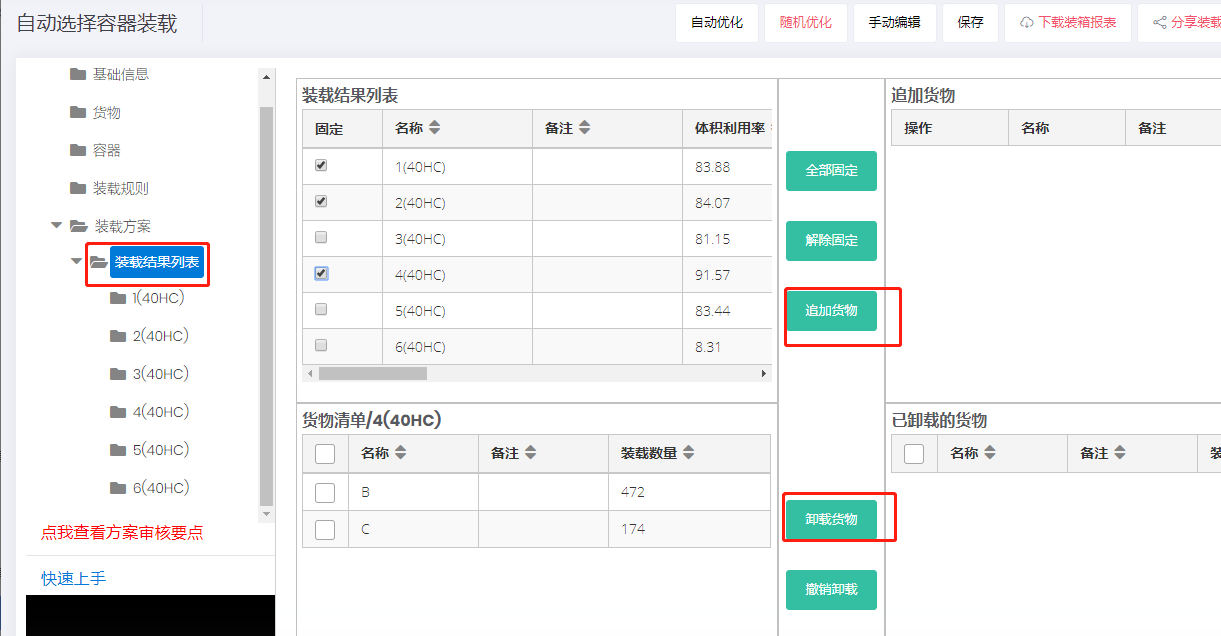 自动选择容器装载
自动优化 随机优化 手动编辑 保存 下载装箱报表 分享装载
基础信息
货物
容器
装载规则
装载方案
装载结果列表
1(40HC)
2(40HC)
3(40HC)
4(40HC)
5(40HC)
6(40HC)
点我查看方案审核要点
快速上手
装载结果列表
固定 名称 备注 体积利用率
1(40HC) 83.88
2(40HC) 84.07
3(40HC) 81.15
4(40HC) 91.57
5(40HC) 83.44
6(40HC) 8.31
货物清单/4(40HC)
名称 备注 装载数量
B 472
C 174
全部固定
解除固定
追加货物
卸载货物
撤销卸载
追加货物
操作 名称 备注
已卸载的货物
名称 备注 装